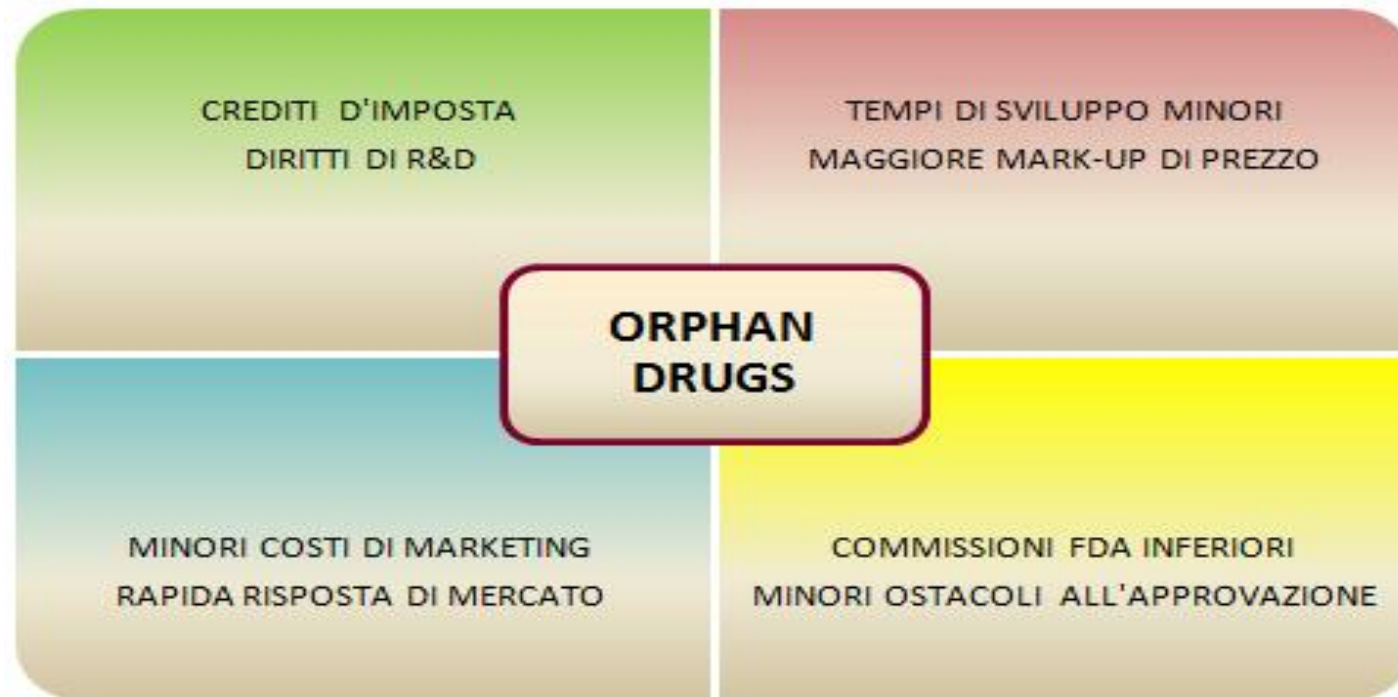 CREDITI D'IMPOSTA
DIRITTI DI R&D
TEMPI DI SVILUPPO MINORI
MAGGIORE MARK-UP DI PREZZO
ORPHAN
DRUGS
MINORI COSTI DI MARKETING
RAPIDA RISPOSTA DI MERCATO
COMMISSIONI FDA INFERIORI
MINORI OSTACOLI ALL'APPROVAZIONE